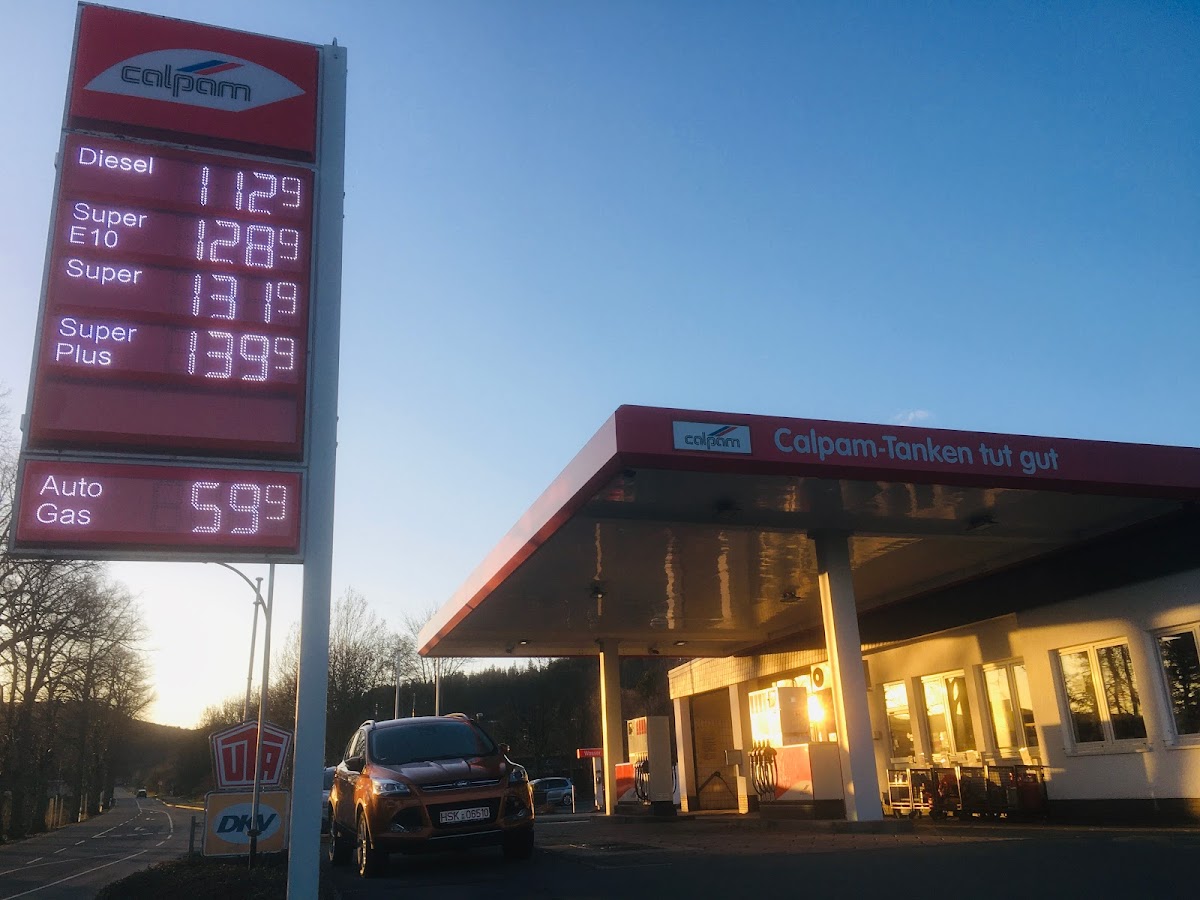 calpam
Diesel 112⁹
Super
E10 128⁹
Super 131⁹
Super
Plus 139⁹
Auto
Gas 59⁹
calpam Calpam-Tanken tut gut
DKV
HSK 06510